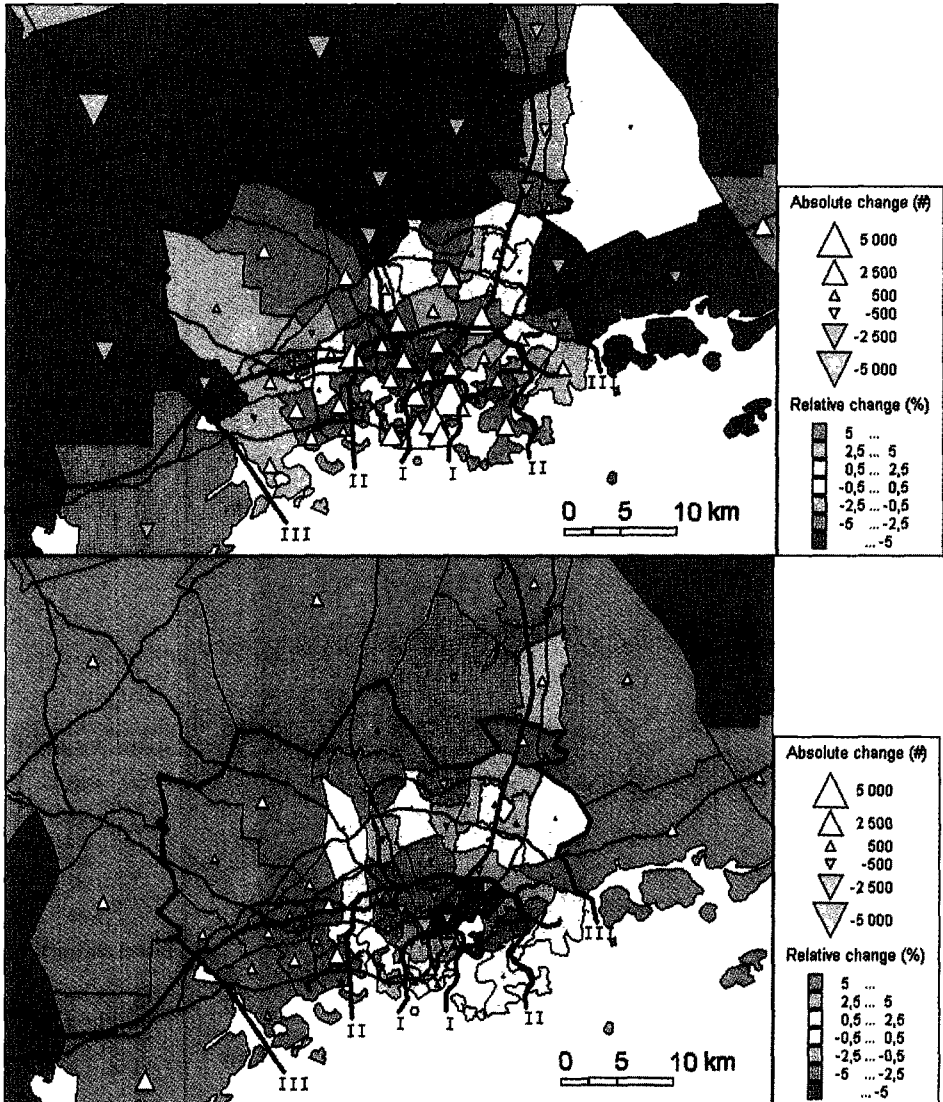 III
II
I
I
II
III
0 5 10 km
Absolute change (#)
5 000
2 500
500
-500
-2 500
-5 000
Relative change (%)
5 ...
2,5 ... 5
0,5 ... 2,5
-0,5 ... 0,5
-2,5 ... -0,5
-5 ... -2,5
... -5
III
II
I
I
II
III
0 5 10 km
Absolute change (#)
5 000
2 500
500
-500
-2 500
-5 000
Relative change (%)
5 ...
2,5 ... 5
0,5 ... 2,5
-0,5 ... 0,5
-2,5 ... -0,5
-5 ... -2,5
... -5